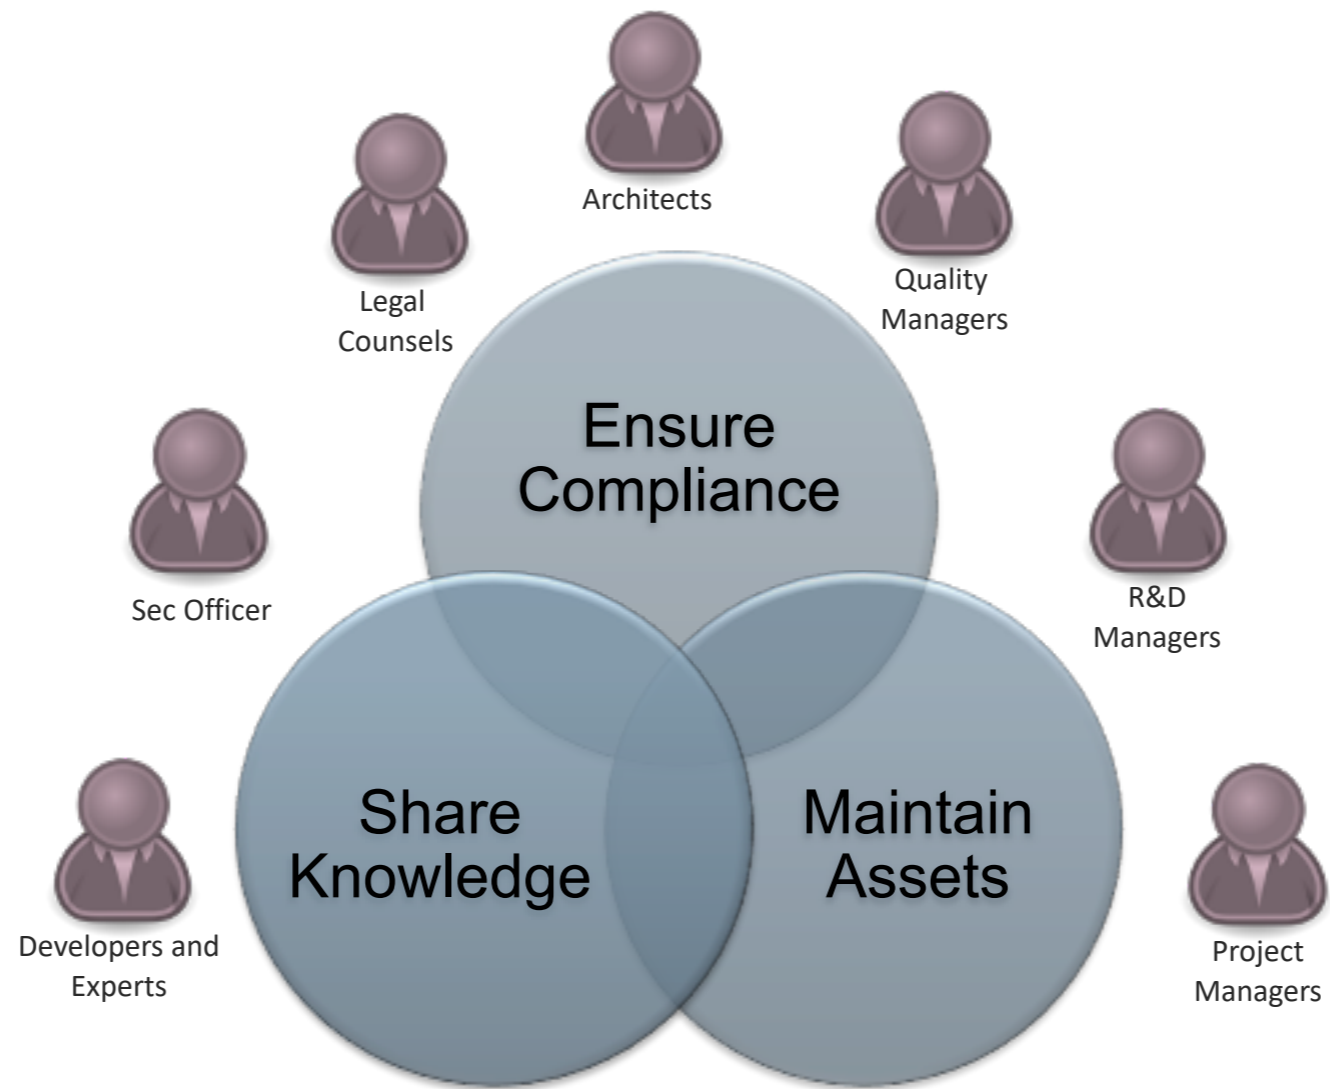 Architects
Legal
Counsels
Quality
Managers
Ensure
Compliance
Sec Officer
R&D
Managers
Share
Knowledge
Maintain
Assets
Developers and
Experts
Project
Managers